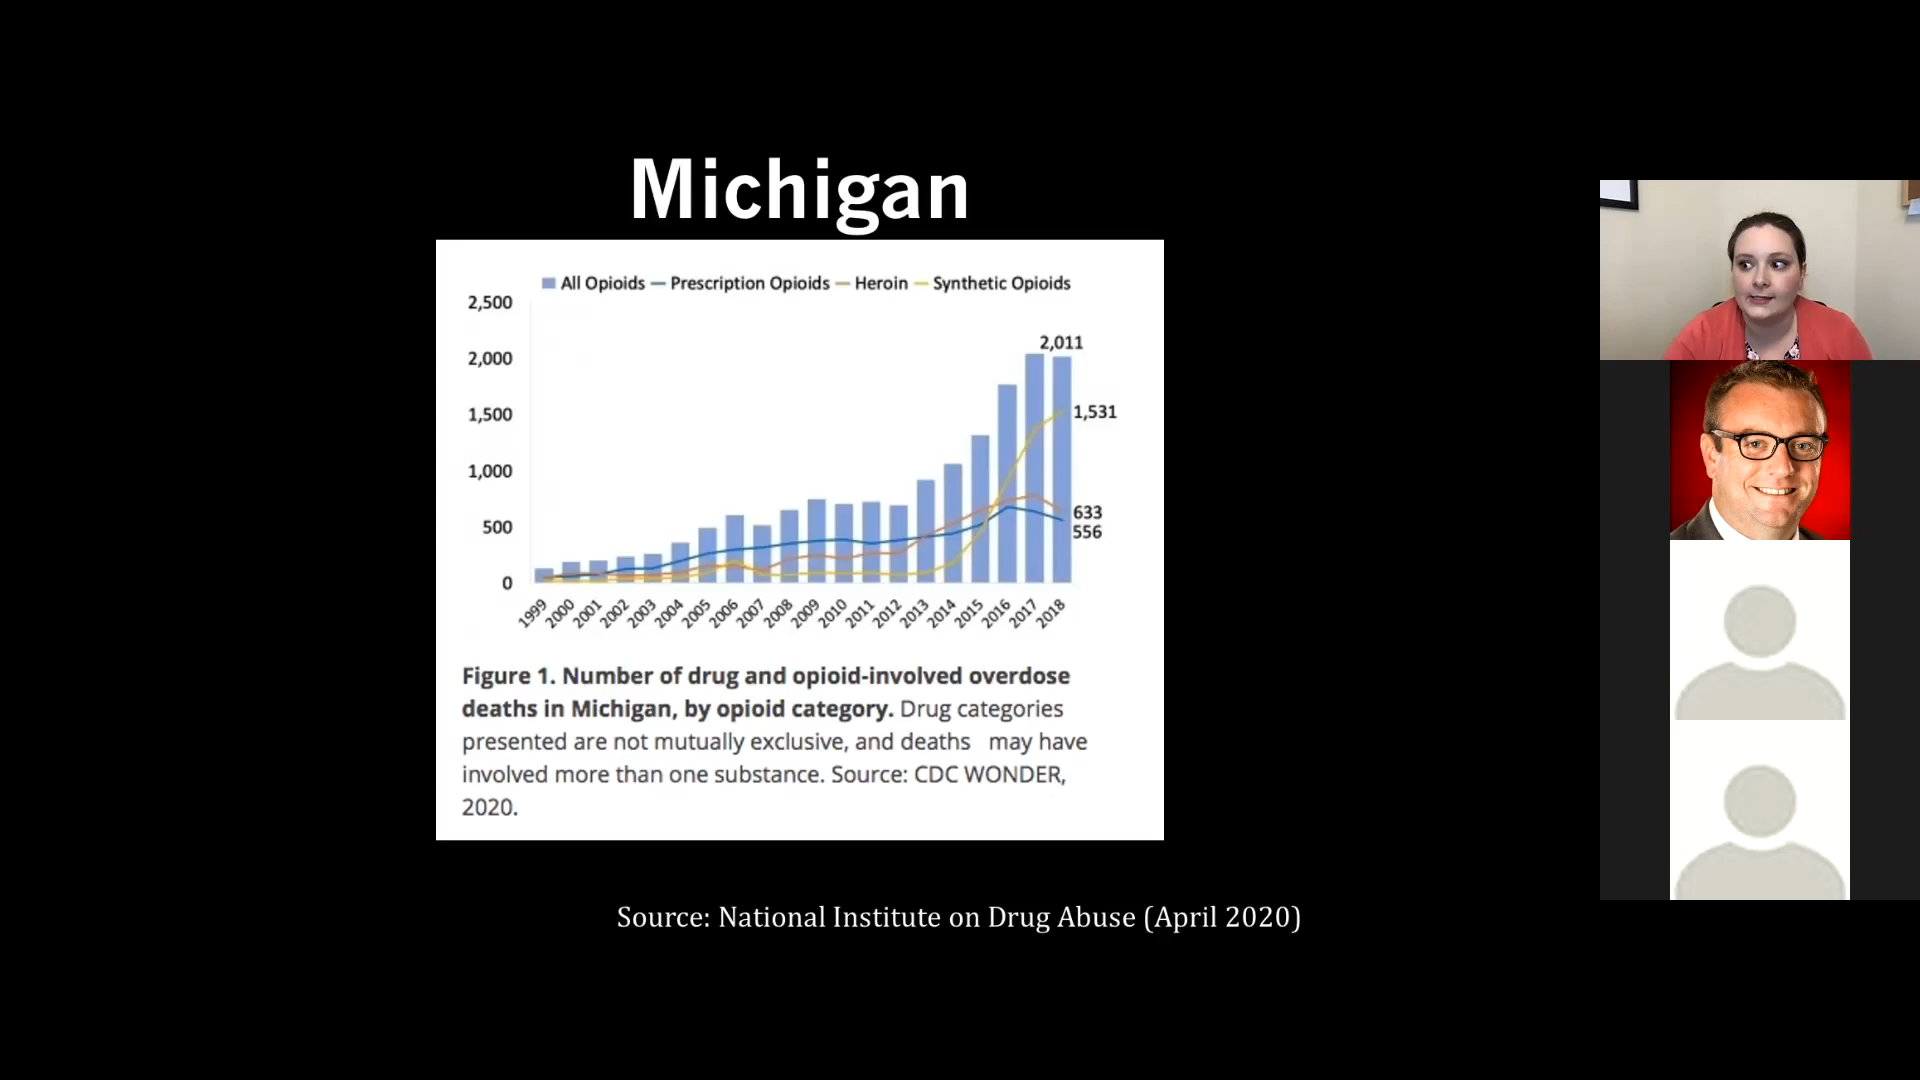 Michigan
All Opioids Prescription Opioids Heroin Synthetic Opioids
2,500
2,000
1,500
1,000
500
0
2,011
1,531
633
556
1999 2000 2001 2002 2003 2004 2005 2006 2007 2008 2009 2010 2011 2012 2013 2014 2015 2016 2017 2018
Figure 1. Number of drug and opioid-involved overdose
deaths in Michigan, by opioid category. Drug categories
presented are not mutually exclusive, and deaths may have
involved more than one substance. Source: CDC WONDER,
2020.
Source: National Institute on Drug Abuse (April 2020)